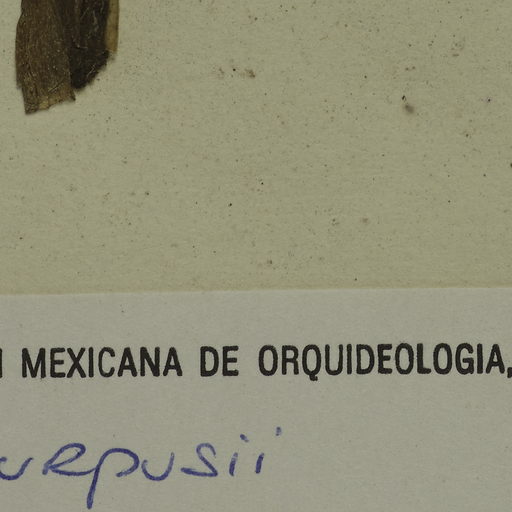 MEXICANA DE ORQUIDEOLOGIA,
urpusii